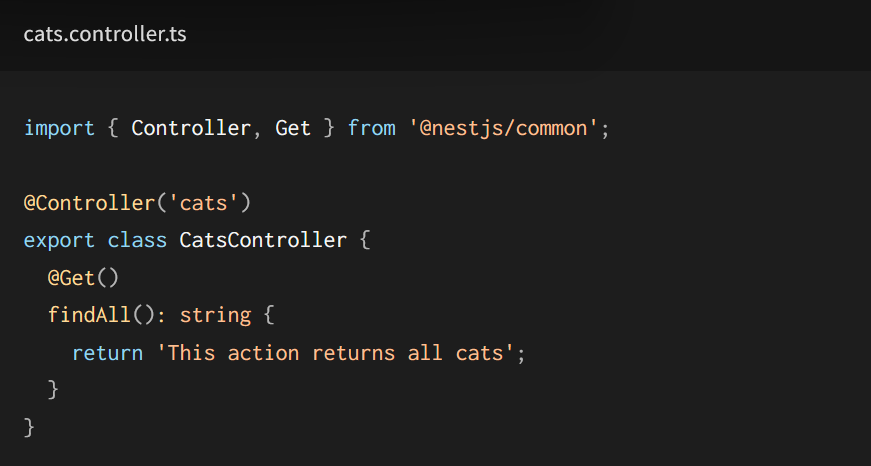 cats.controller.ts
import { Controller, Get } from '@nestjs/common';
@Controller('cats')
export class CatsController {
  @Get()
  findAll(): string {
    return 'This action returns all cats';
  }
}